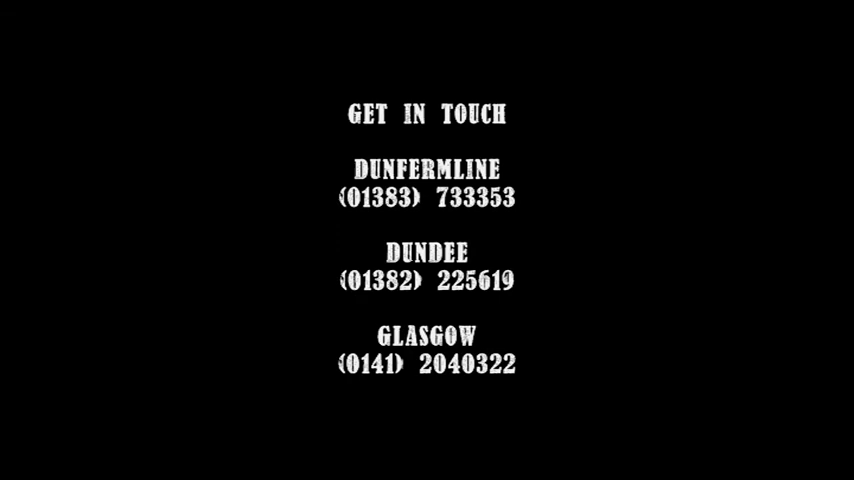 GET IN TOUCH
DUNFERMLINE
(01383) 733353
DUNDEE
(01382) 225619
GLASGOW
(0141) 2040322